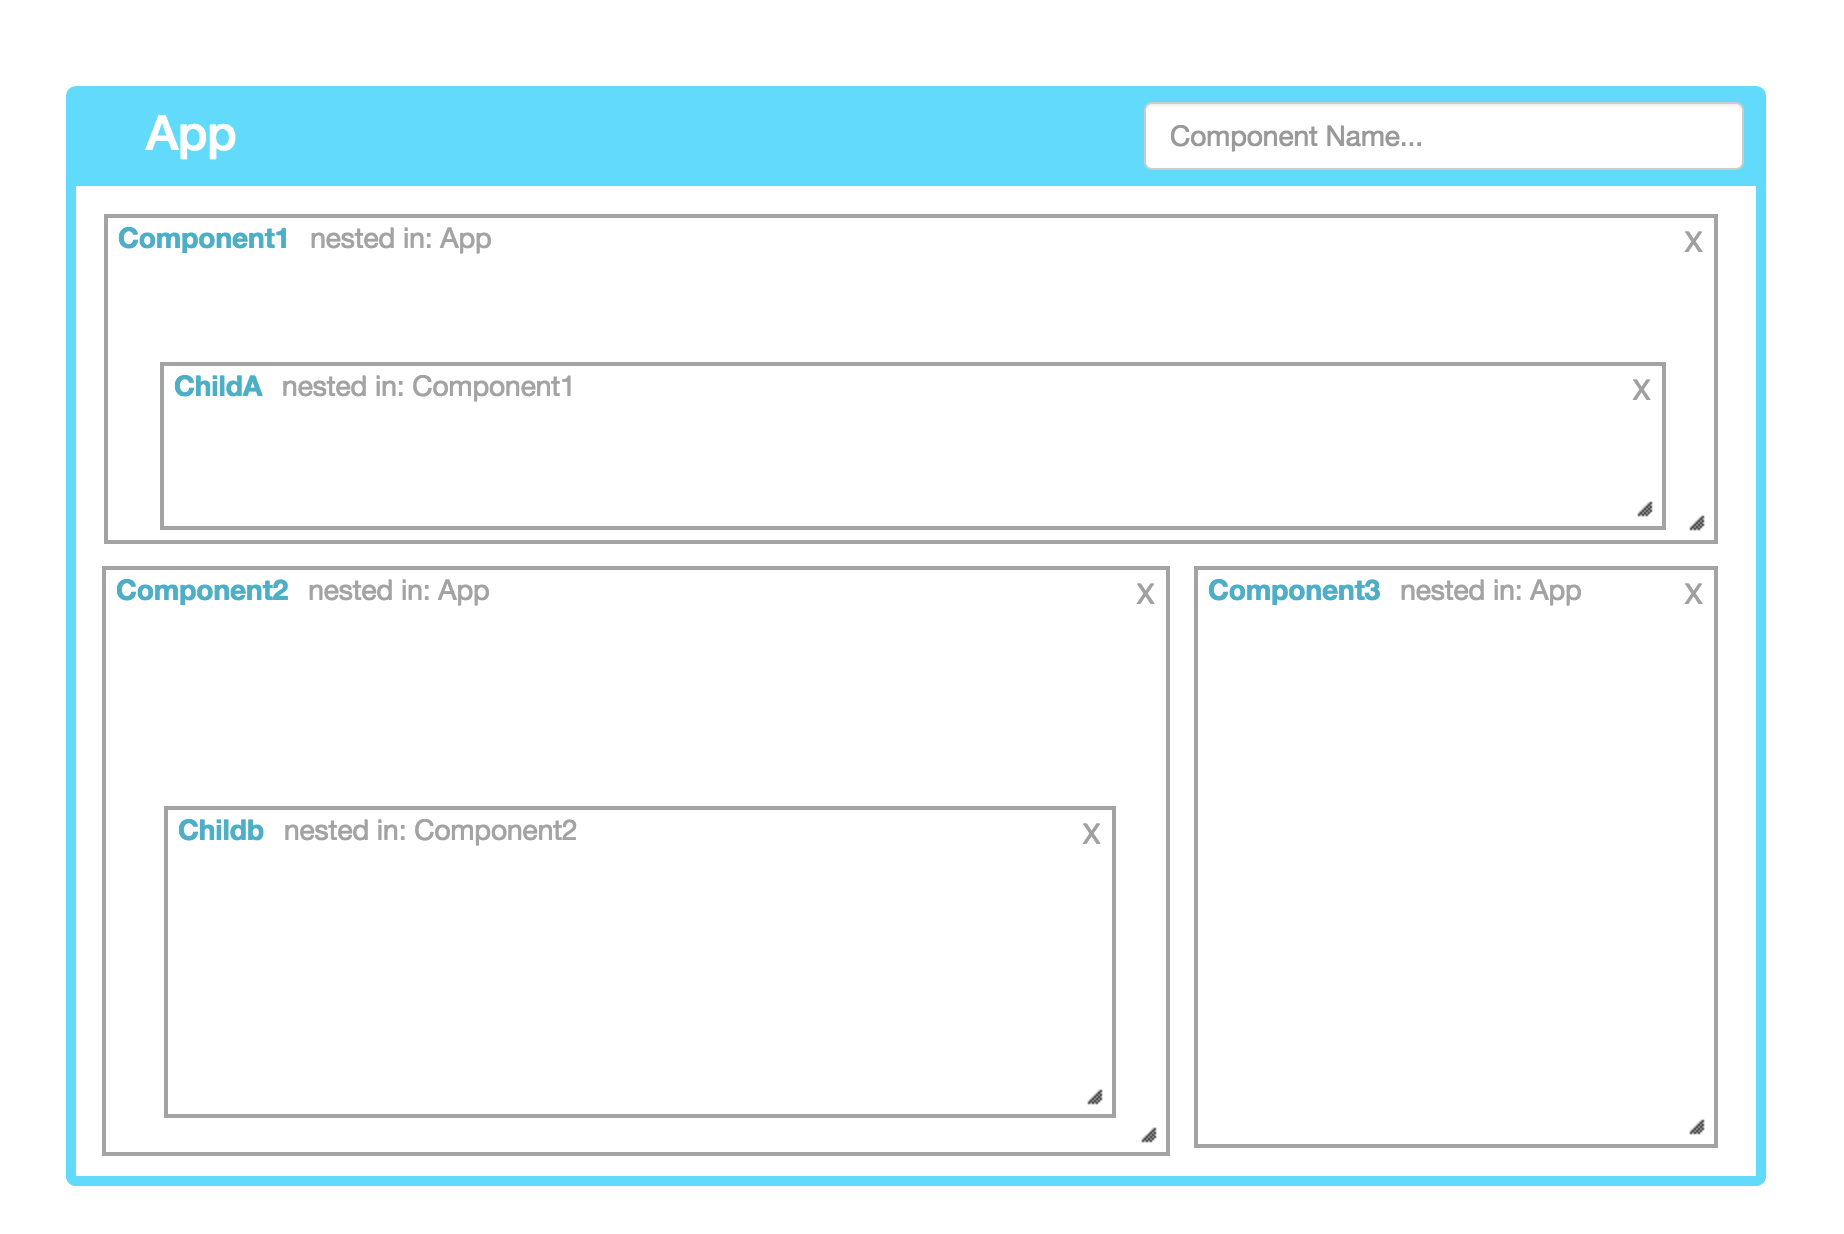 App
Component Name...
Component1 nested in: App X
ChildA nested in: Component1 X
Component2 nested in: App X
Component3 nested in: App X
Childb nested in: Component2 X